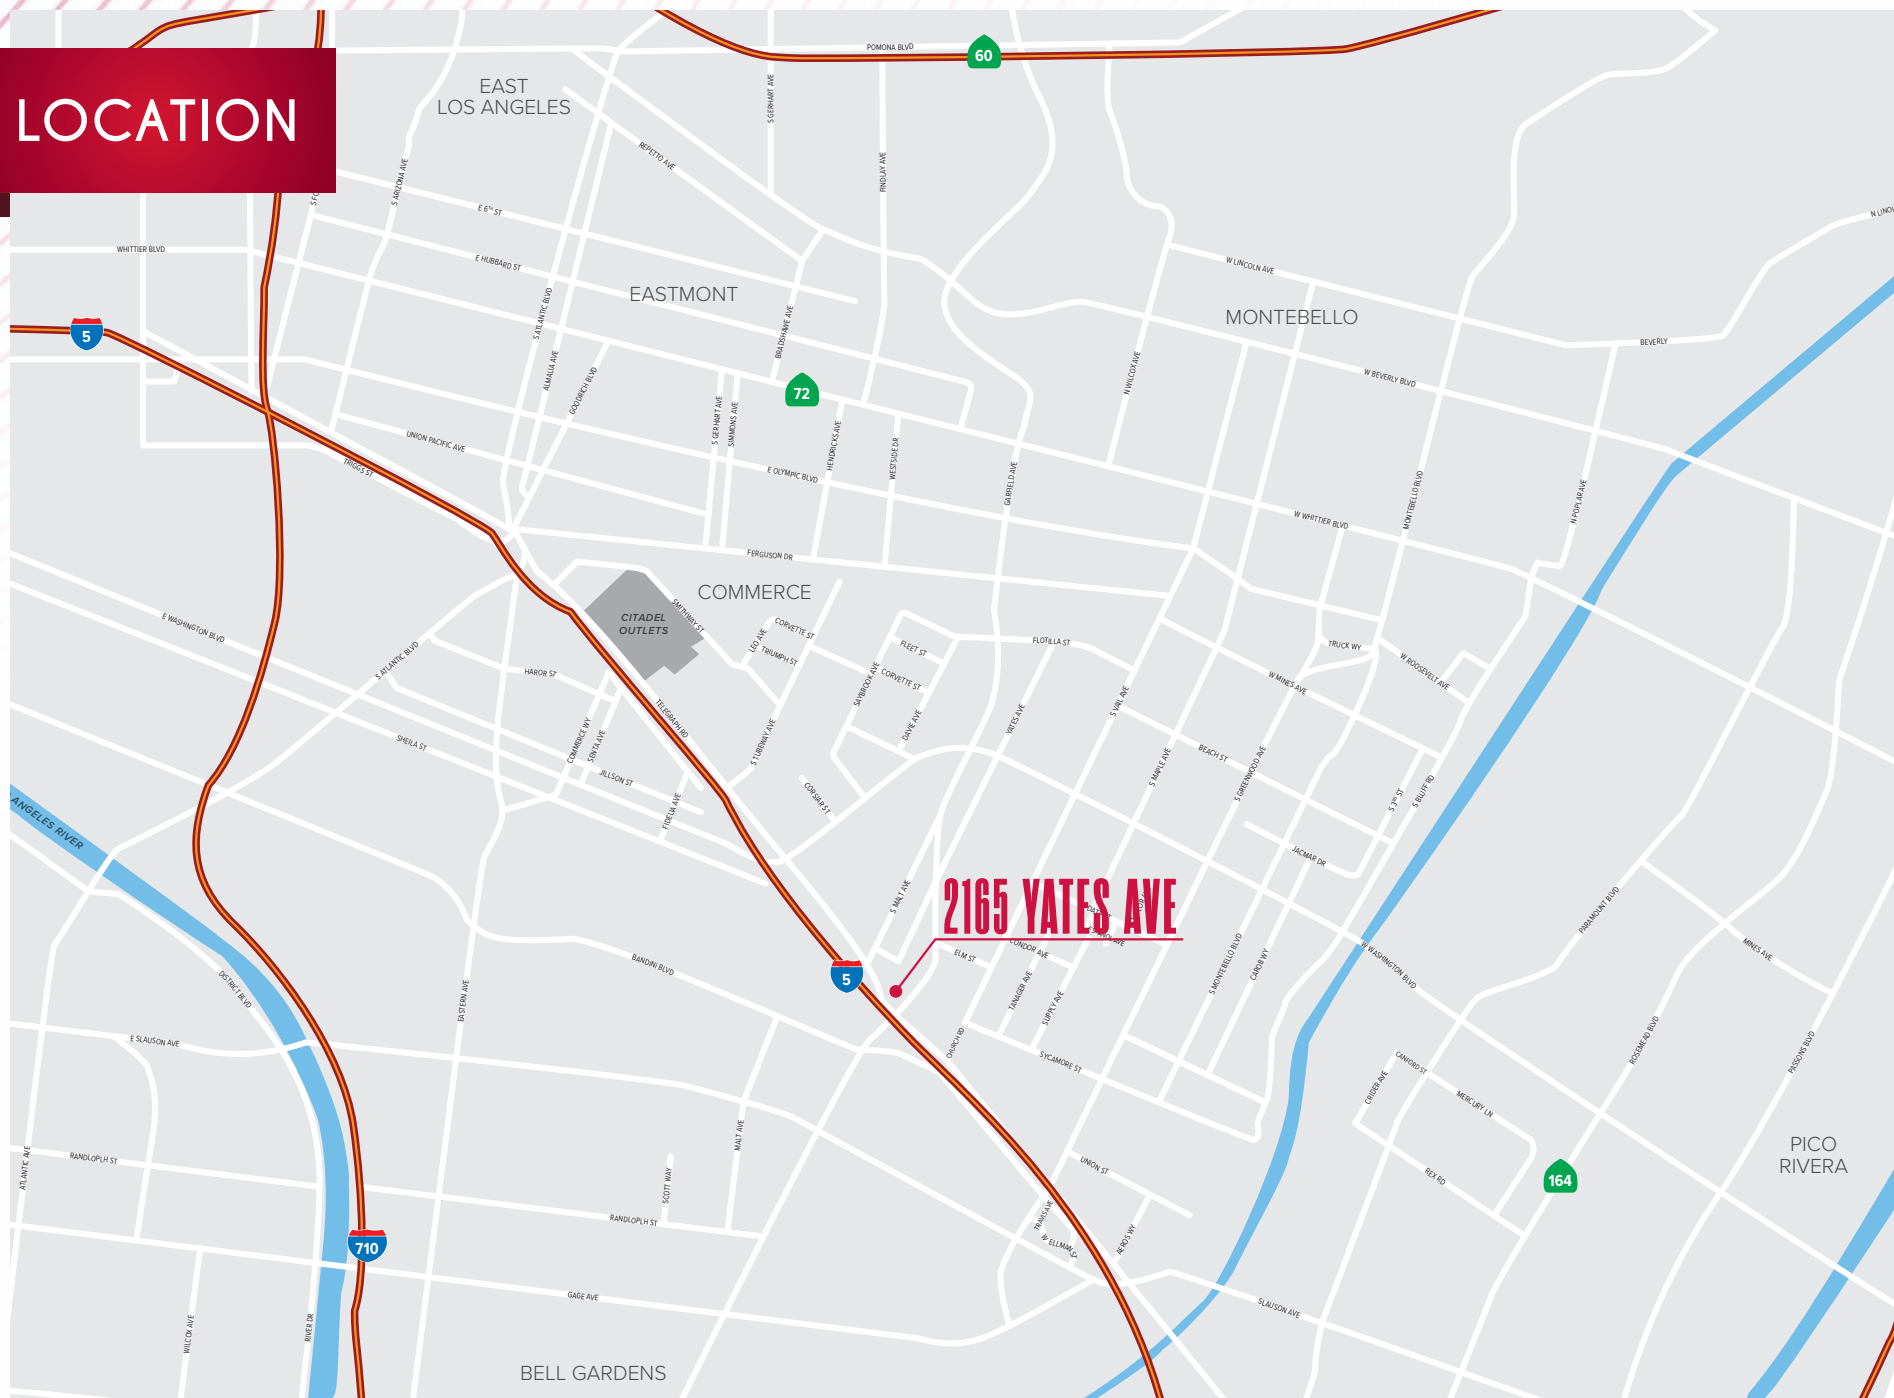 LOCATION
POMONA BLVD
60
EAST
LOS ANGELES
S GERHART AVE
REPETTO AVE
FINDLAY AVE
S ARIZONA AVE
E 6TH ST
N LINCOL
WHITTIER BLVD
E HUBBARD ST
W LINCOLN AVE
EASTMONT
S ATLANTIC BLVD
BRADSHAWE AVE
MONTEBELLO
5
BEVERLY
ALMALIA AVE
GOODRICH BLVD
N WILCOX AVE
W BEVERLY BLVD
72
S GERHART AVE
SIMMONS AVE
HENDRICKS AVE
WESTSIDE DR
UNION PACIFIC AVE
TRIGGS ST
E OLYMPIC BLVD
GARFIELD AVE
MONTEBELLO BLVD
N POPLAR AVE
W WHITTIER BLVD
FERGUSON DR
COMMERCE
CITADEL
OUTLETS
SMITHWAY ST
E WASHINGTON BLVD
LEO AVE
CORVETTE ST
TRIUMPH ST
FLEET ST
FLOTILLA ST
TRUCK WY
W ROOSEVELT AVE
S ATLANTIC BLVD
HAROR ST
SAYBROOK AVE
CORVETTE ST
W MINES AVE
S VAIL AVE
TELEGRAPH RD
DAVIE AVE
YATES AVE
COMMERCE WY
SENTA AVE
S TUBEWAY AVE
SHEILA ST
BEACH ST
S MAPLE AVE
S GREENWOOD AVE
JILLSON ST
CORSIAR ST
S 3RD ST
S BLUFF RD
FIDELIA AVE
ANGELES RIVER
JACMAR DR
S MALT AVE
2165 YATES AVE
PARAMOUNT BLVD
CONDOR AVE
ELM ST
MINES AVE
W WASHINGTON BLVD
BANDINI BLVD
S MONTEBELLO BLVD
CAROB WY
5
DISTRICT BLVD
EASTERN AVE
TANAGER AVE
SUPPLY AVE
E SLAUSON AVE
CHURCH RD
SYCAMORE ST
ROSEMEAD BLVD
PASSONS BLVD
CANFORD ST
CRIDER AVE
MERCURY LN
MALT AVE
PICO
RIVERA
ATLANTIC AVE
RANDLOPLH ST
UNION ST
REX RD
164
SCOTT WAY
RANDLOPLH ST
TRAVIS AVE
W ELLMAN ST
AEROS WY
710
GAGE AVE
SLAUSON AVE
WILCOX AVE
RIVER DR
BELL GARDENS